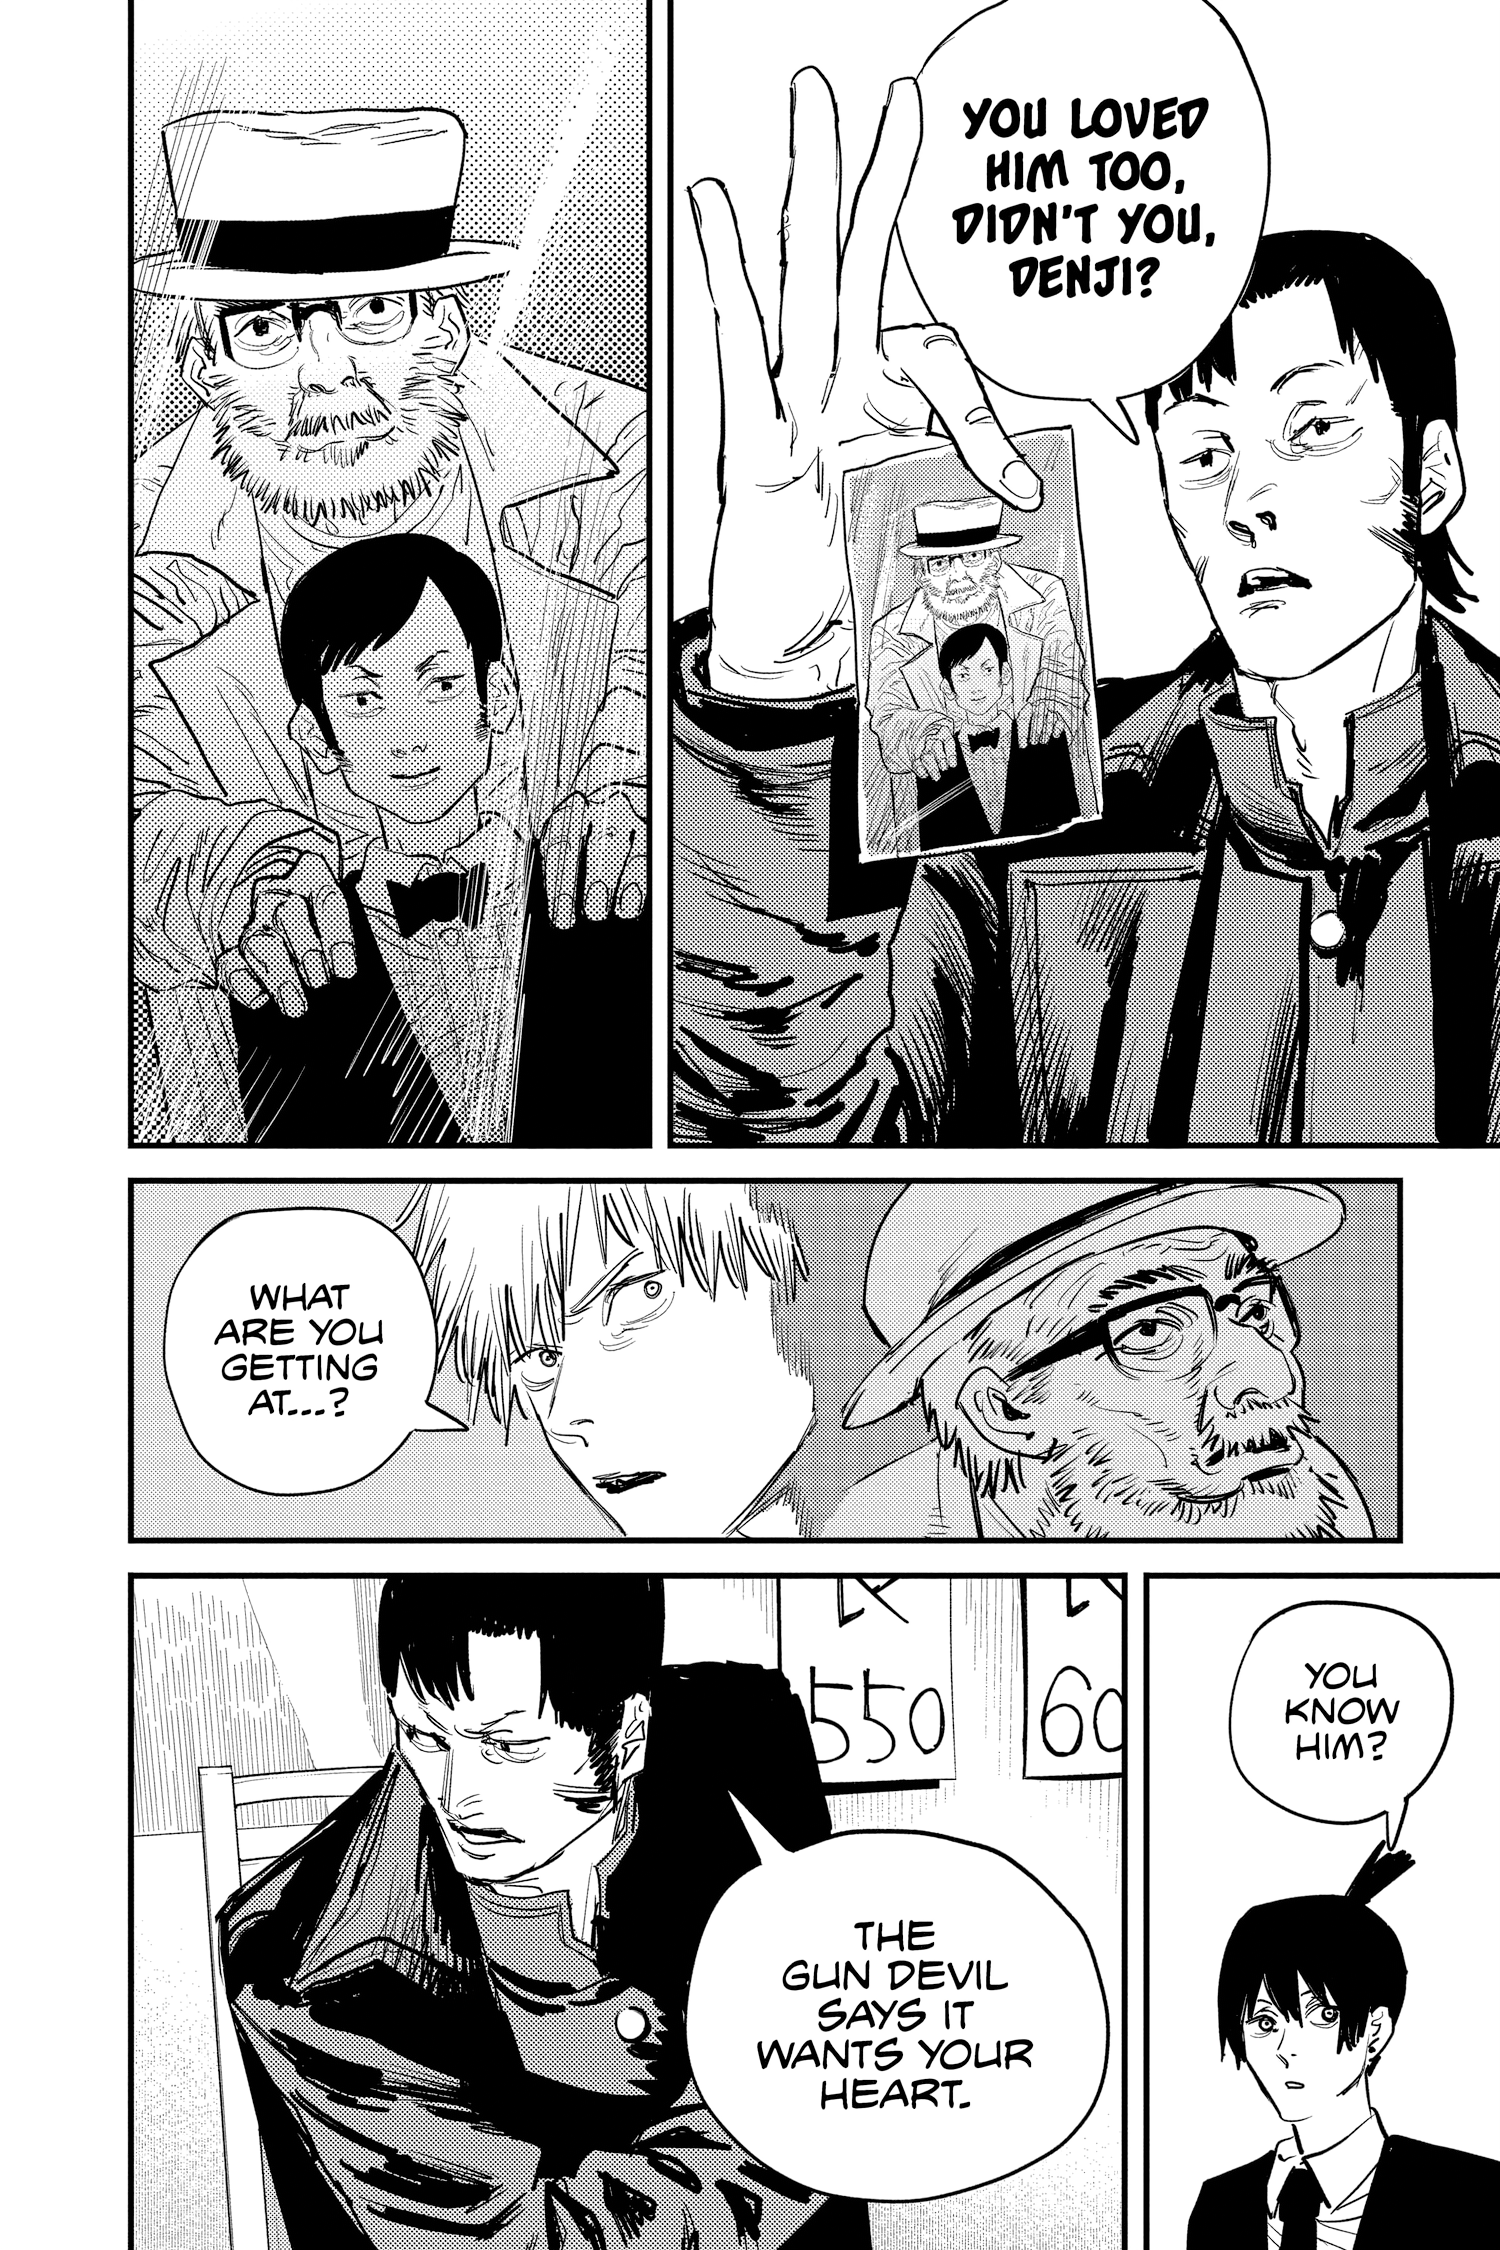 YOU LOVED
HIM TOO,
DIDN'T YOU,
DENJI?
WHAT
ARE YOU
GETTING
AT...?
YOU
KNOW
HIM?
550
60
THE
GUN DEVIL
SAYS IT
WANTS YOUR
HEART.